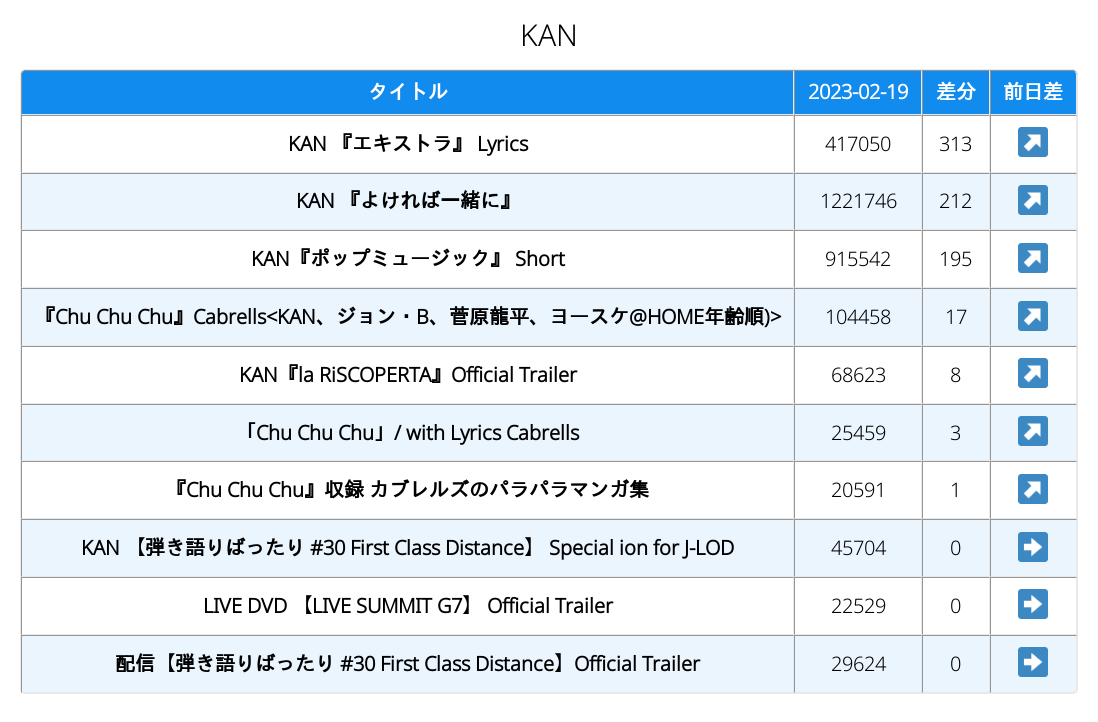 KAN
タイトル 2023-02-19 差分 前日差
KAN 『エキストラ』 Lyrics 417050 313 ↗
KAN 『よければ一緒に』 1221746 212 ↗
KAN『ポップミュージック』 Short 915542 195 ↗
『Chu Chu Chu』Cabrells<KAN、ジョン・B、菅原龍平、ヨースケ@HOME年齢順)> 104458 17 ↗
KAN『la RiSCOPERTA』Official Trailer 68623 8 ↗
「Chu Chu Chu」/ with Lyrics Cabrells 25459 3 ↗
『Chu Chu Chu』収録 カブレルズのパラパラマンガ集 20591 1 ↗
KAN 【弾き語りばったり #30 First Class Distance】 Special ion for J-LOD 45704 0 ➡
LIVE DVD 【LIVE SUMMIT G7】 Official Trailer 22529 0 ➡
配信【弾き語りばったり #30 First Class Distance】Official Trailer 29624 0 ➡